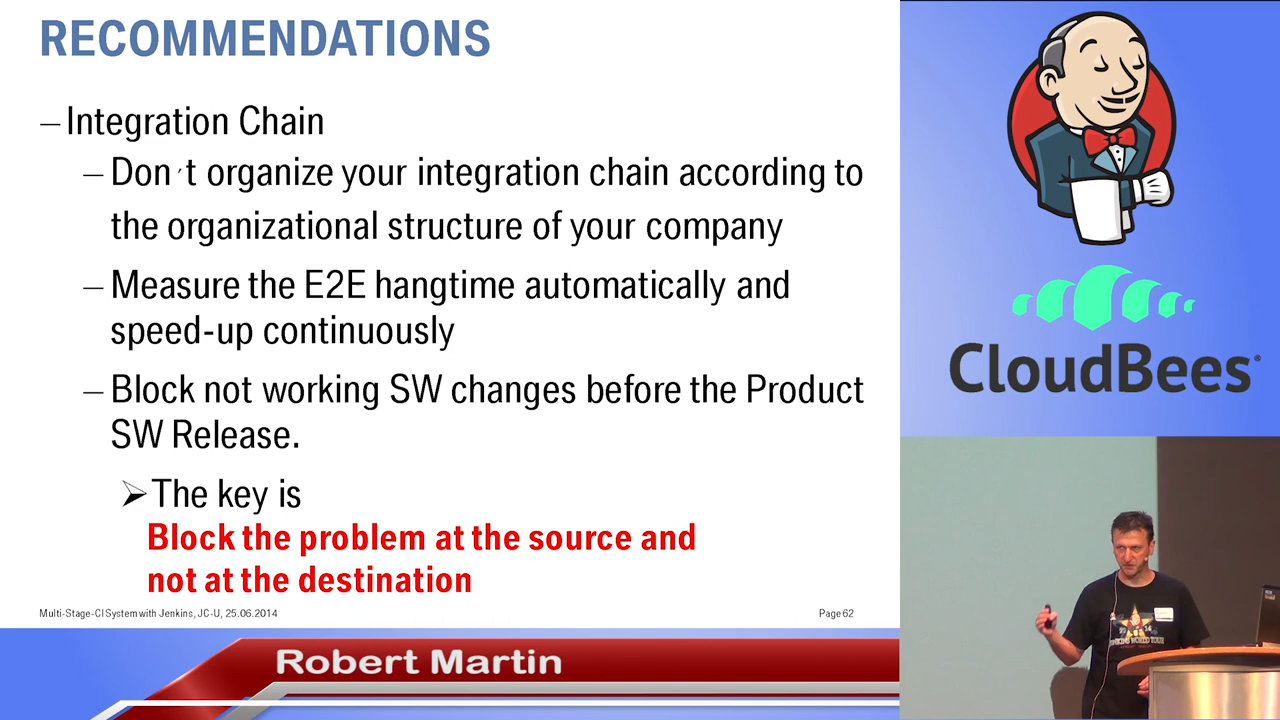 RECOMMENDATIONS
– Integration Chain
– Don´t organize your integration chain according to
the organizational structure of your company
– Measure the E2E hangtime automatically and
speed-up continuously
– Block not working SW changes before the Product
SW Release.
➢ The key is
Block the problem at the source and
not at the destination
Multi-Stage-CI System with Jenkins, JC-U, 25.06.2014
Page 62
Robert Martin
CloudBees
WORLD TOUR